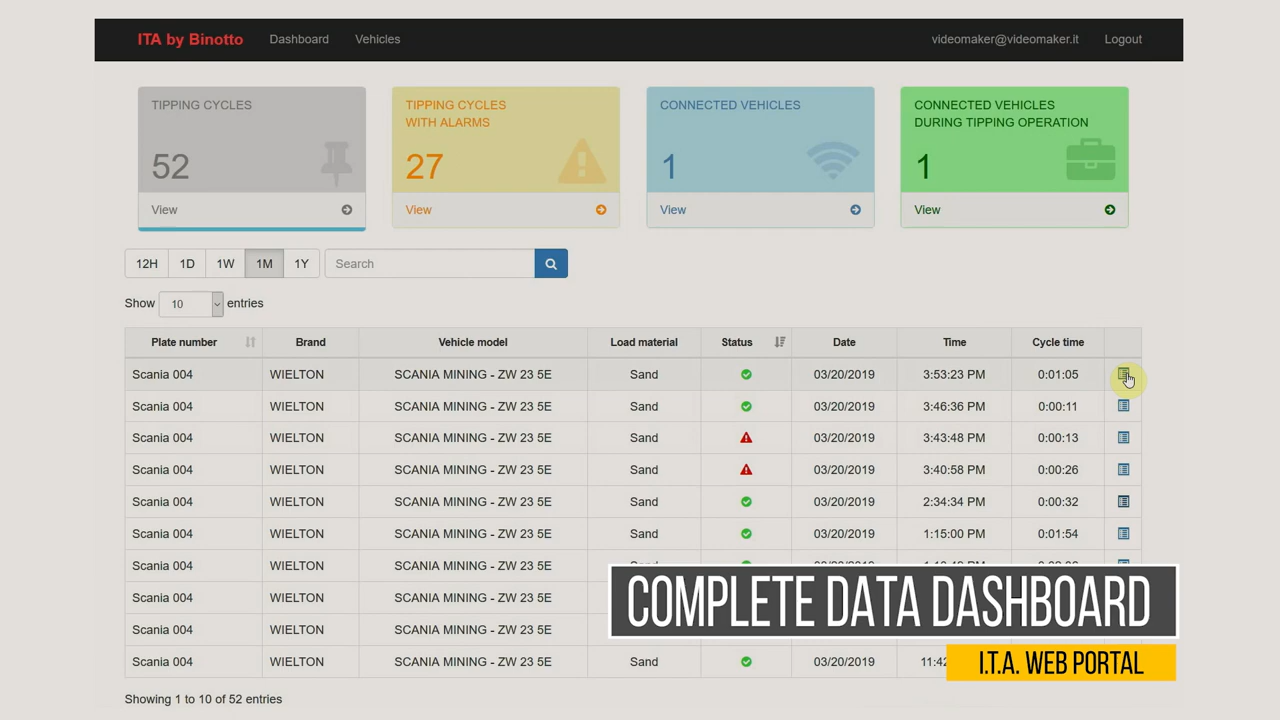 ITA by Binotto Dashboard Vehicles videomaker@videomaker.it Logout
TIPPING CYCLES
52
View
TIPPING CYCLES
WITH ALARMS
27
View
CONNECTED VEHICLES
1
View
CONNECTED VEHICLES
DURING TIPPING OPERATION
1
View
12H 1D 1W 1M 1Y Search
Show 10 entries
Plate number Brand Vehicle model Load material Status Date Time Cycle time
Scania 004 WIELTON SCANIA MINING - ZW 23 5E Sand 03/20/2019 3:53:23 PM 0:01:05
Scania 004 WIELTON SCANIA MINING - ZW 23 5E Sand 03/20/2019 3:46:36 PM 0:00:11
Scania 004 WIELTON SCANIA MINING - ZW 23 5E Sand 03/20/2019 3:43:48 PM 0:00:13
Scania 004 WIELTON SCANIA MINING - ZW 23 5E Sand 03/20/2019 3:40:58 PM 0:00:26
Scania 004 WIELTON SCANIA MINING - ZW 23 5E Sand 03/20/2019 2:34:34 PM 0:00:32
Scania 004 WIELTON SCANIA MINING - ZW 23 5E Sand 03/20/2019 1:15:00 PM 0:01:54
Scania 004 WIELTON SCANIA MINING - ZW 23 5E
Scania 004 WIELTON SCANIA MINING - ZW 23 5E
Scania 004 WIELTON SCANIA MINING - ZW 23 5E
Scania 004 WIELTON SCANIA MINING - ZW 23 5E Sand 03/20/2019
COMPLETE DATA DASHBOARD
I.T.A. WEB PORTAL
Showing 1 to 10 of 52 entries